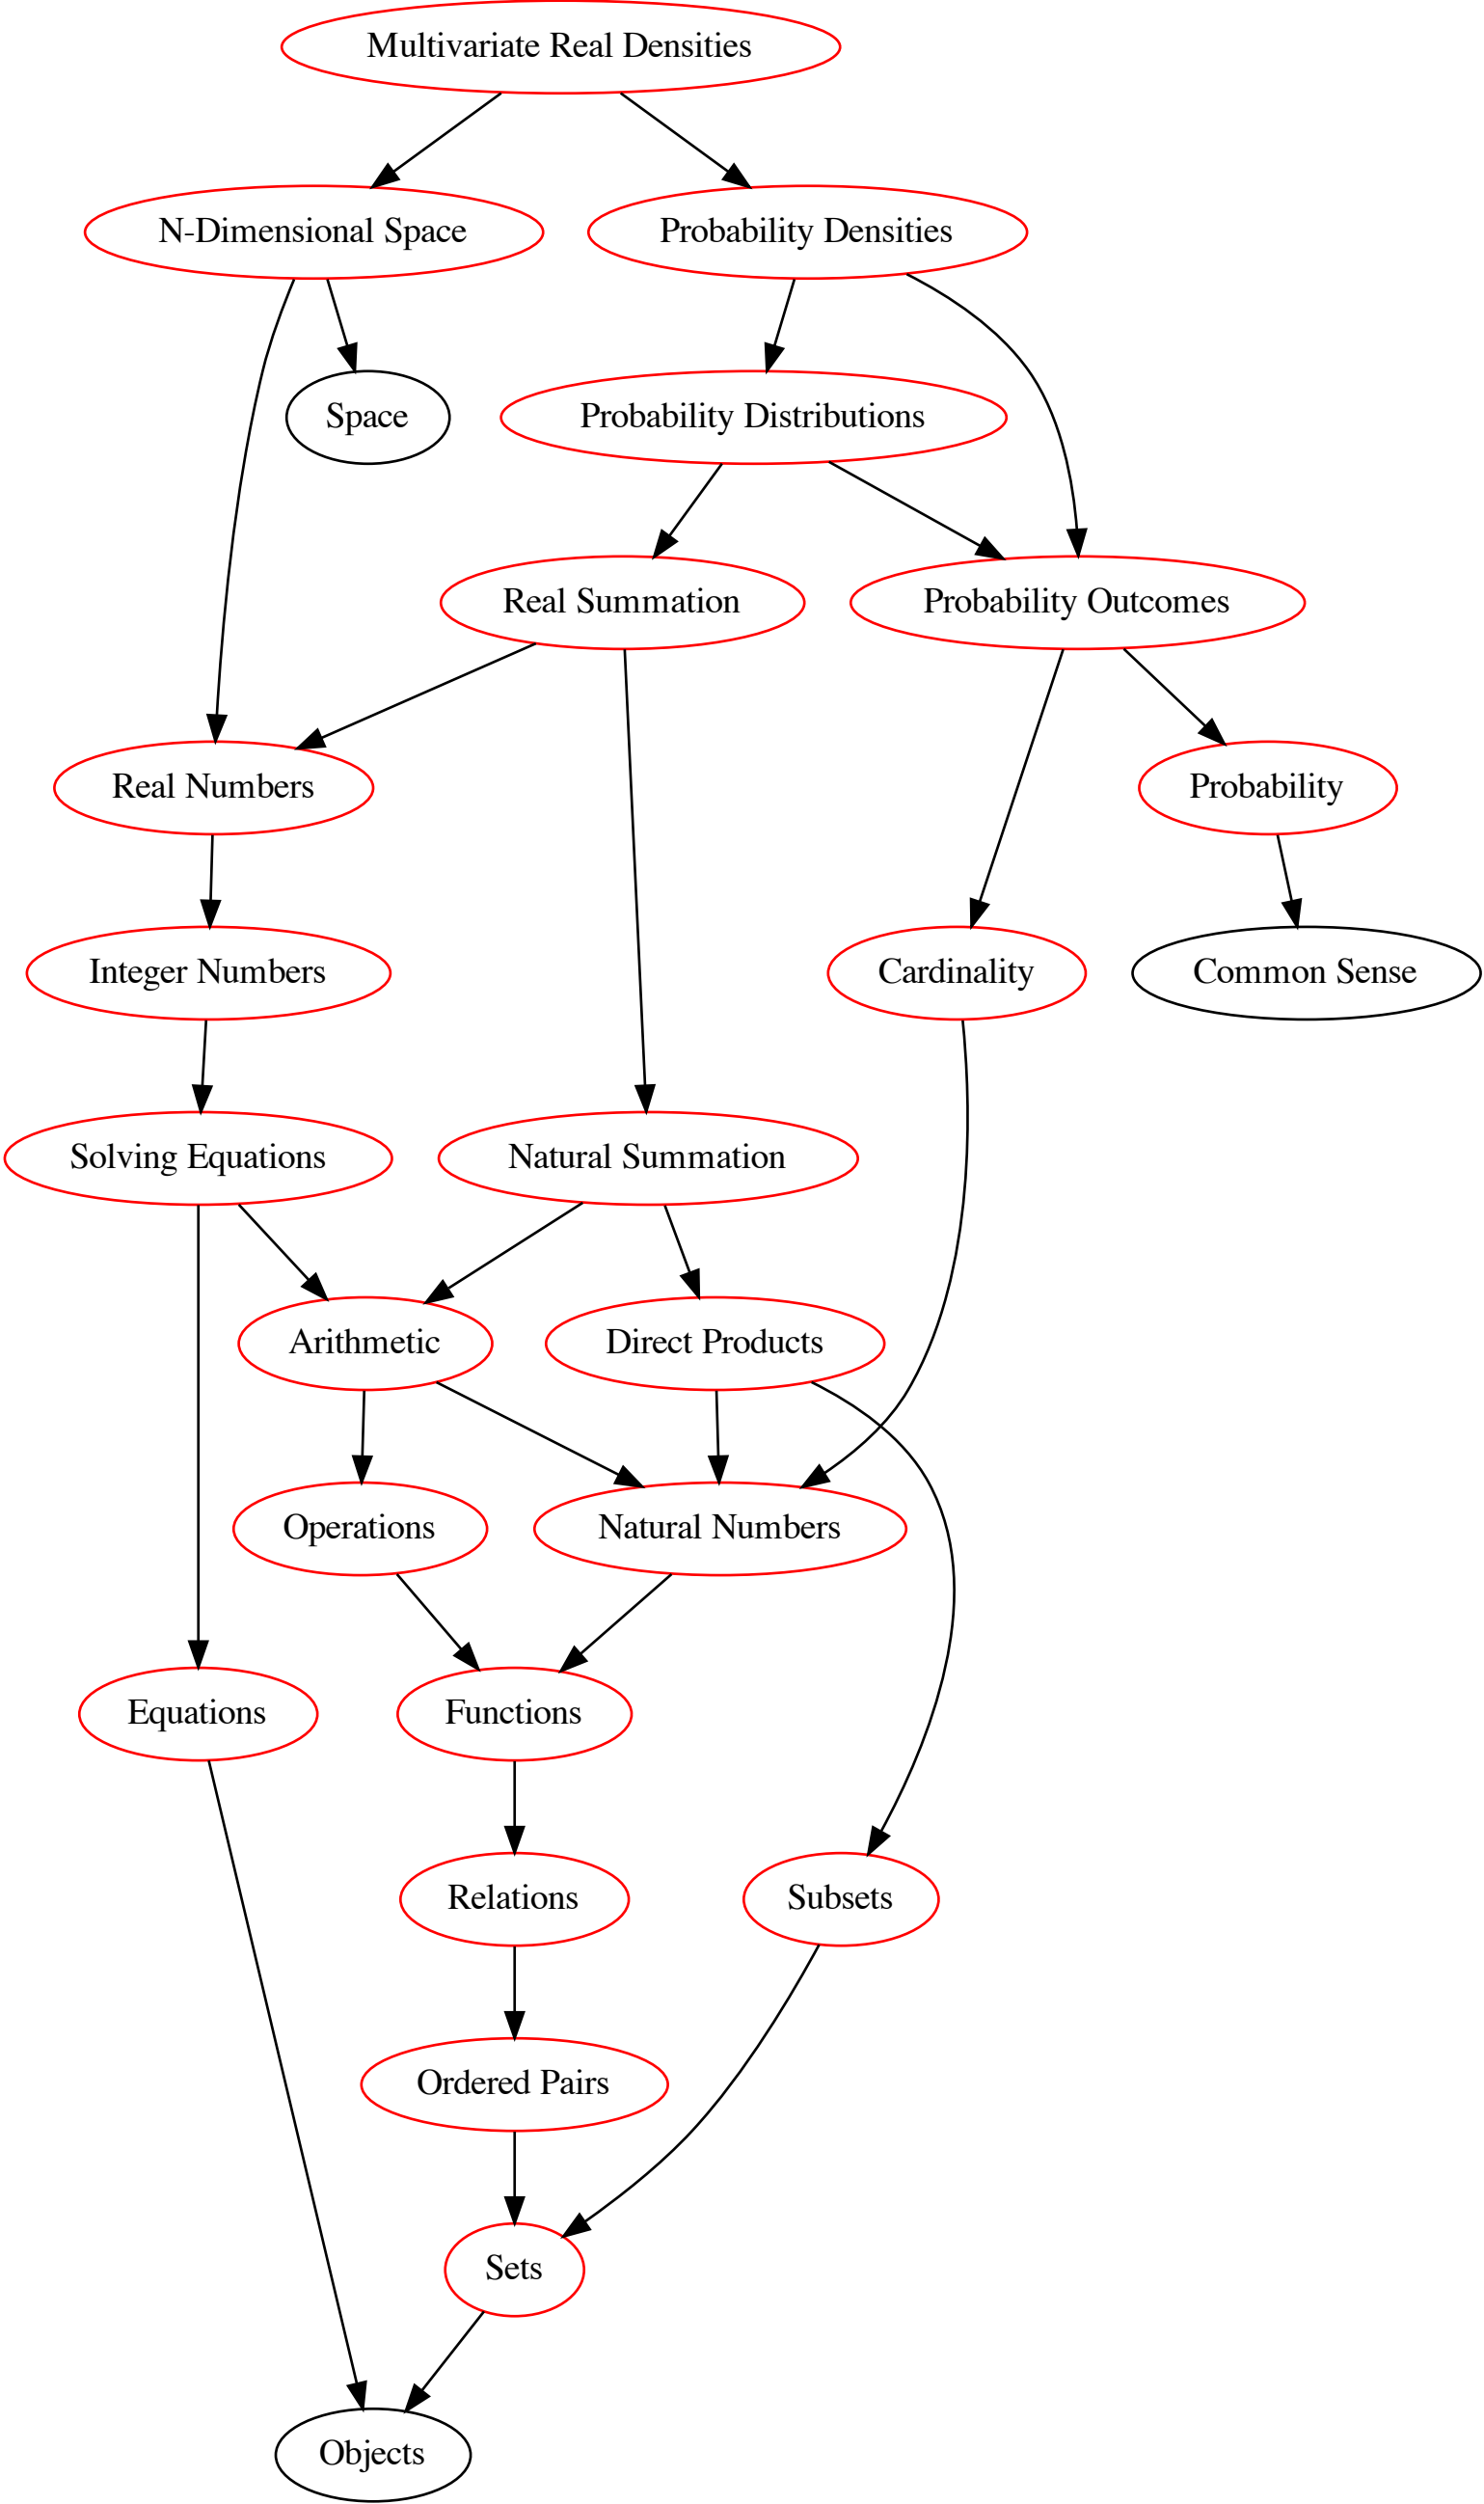 Multivariate Real Densities
N-Dimensional Space
Probability Densities
Space
Probability Distributions
Real Summation
Probability Outcomes
Real Numbers
Probability
Integer Numbers
Cardinality
Common Sense
Solving Equations
Natural Summation
Arithmetic
Direct Products
Operations
Natural Numbers
Equations
Functions
Relations
Subsets
Ordered Pairs
Sets
Objects